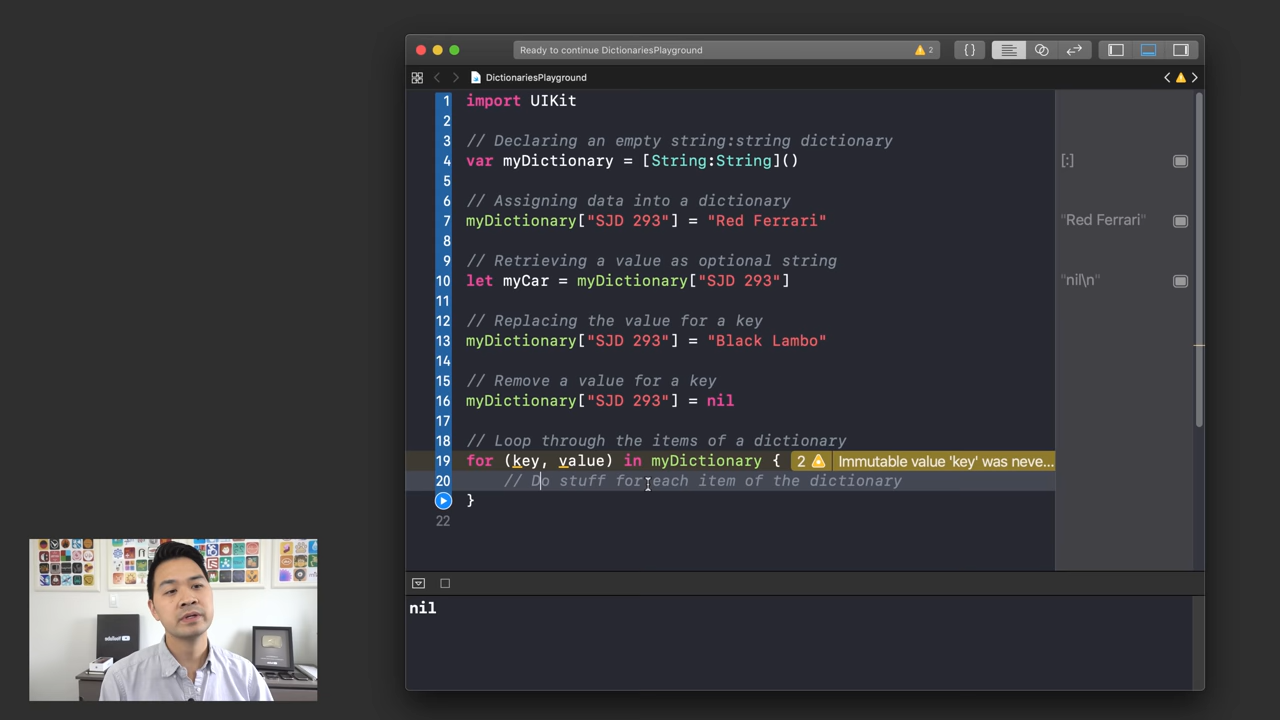 Ready to continue DictionariesPlayground
2
{}
DictionariesPlayground
1 import UIKit
2
3 // Declaring an empty string:string dictionary
4 var myDictionary = [String:String]()
[:]
5
6 // Assigning data into a dictionary
7 myDictionary["SJD 293"] = "Red Ferrari"
"Red Ferrari"
8
9 // Retrieving a value as optional string
10 let myCar = myDictionary["SJD 293"]
"nil\n"
11
12 // Replacing the value for a key
13 myDictionary["SJD 293"] = "Black Lambo"
14
15 // Remove a value for a key
16 myDictionary["SJD 293"] = nil
17
18 // Loop through the items of a dictionary
19 for (key, value) in myDictionary {
2 Immutable value 'key' was neve...
20 // Do stuff for each item of the dictionary
}
22
nil